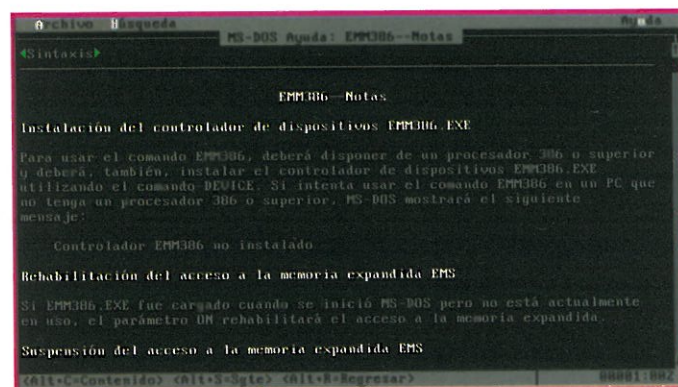 Archivo Búsqueda Ayuda
MS-DOS Ayuda: EMM386--Notas
◄Sintaxis►
EMM386--Notas
Instalación del controlador de dispositivos EMM386.EXE
Para usar el comando EMM386, deberá disponer de un procesador 386 o superior
y deberá, también, instalar el controlador de dispositivos EMM386.EXE
utilizando el comando DEVICE. Si intenta usar el comando EMM386 en un PC que
no tenga un procesador 386 o superior, MS-DOS mostrará el siguiente
mensaje:
Controlador EMM386 no instalado
Rehabilitación del acceso a la memoria expandida EMS
Si EMM386.EXE fue cargado cuando se inició MS-DOS pero no está actualmente
en uso, el parámetro ON rehabilitará el acceso a la memoria expandida.
Suspensión del acceso a la memoria expandida EMS
<Alt+C=Contenido> <Alt+S=Sgte> <Alt+R=Regresar> 00001:002